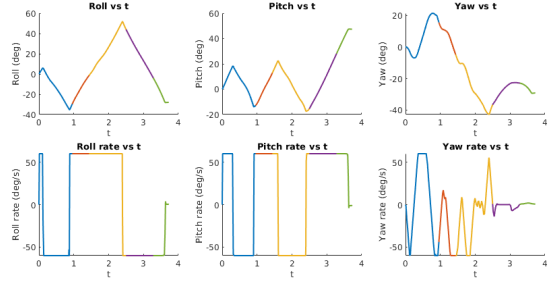 Roll vs t
Pitch vs t
Yaw vs t
Roll (deg)
60
40
20
0
-20
-40
0 1 2 3 4
t
Pitch (deg)
60
40
20
0
-20
0 1 2 3 4
t
Yaw (deg)
20
0
-20
-40
0 1 2 3 4
t
Roll rate vs t
Pitch rate vs t
Yaw rate vs t
Roll rate (deg/s)
50
0
-50
0 1 2 3 4
t
Pitch rate (deg/s)
50
0
-50
0 1 2 3 4
t
Yaw rate (deg/s)
50
0
-50
0 1 2 3 4
t